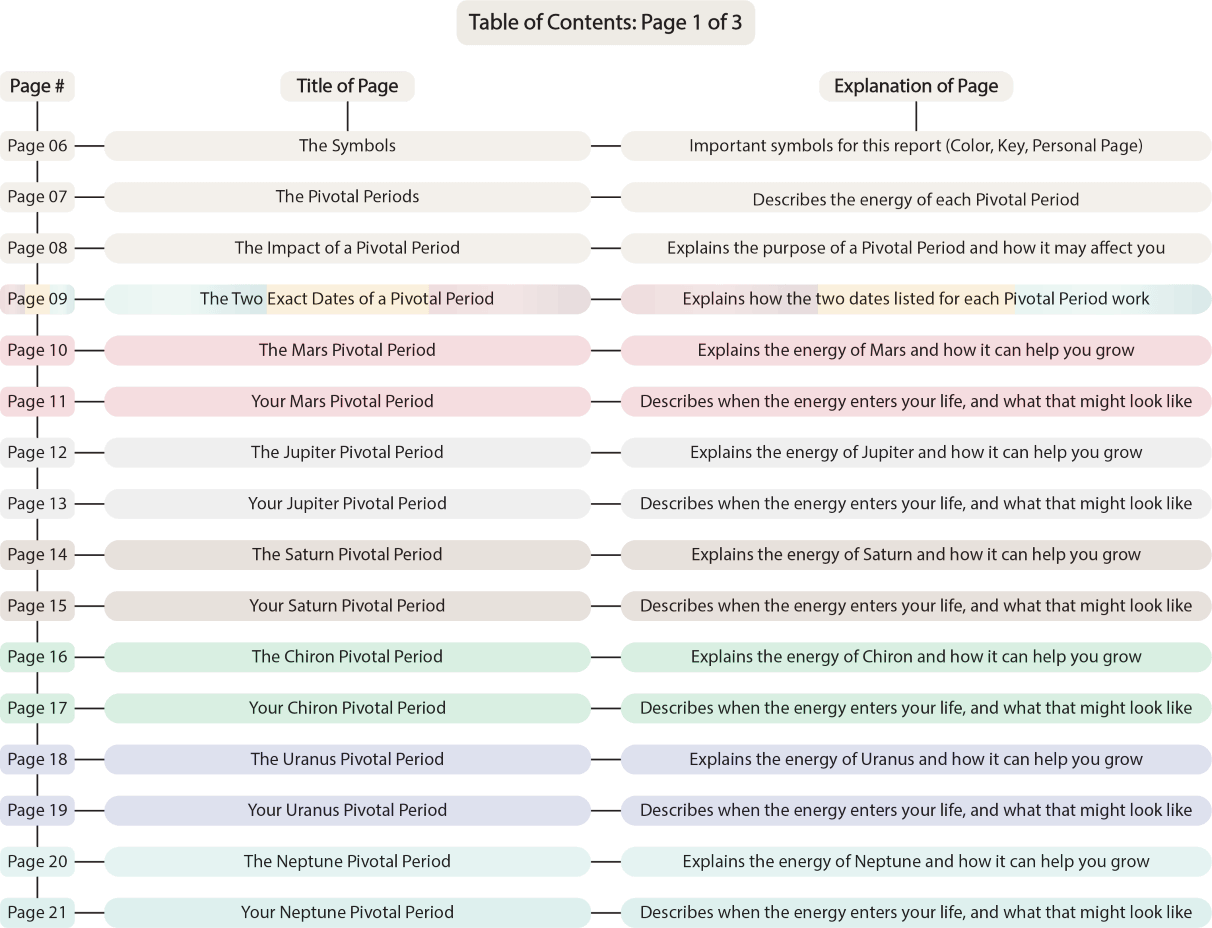 Table of Contents: Page 1 of 3
Page # Title of Page Explanation of Page
Page 06 The Symbols Important symbols for this report (Color, Key, Personal Page)
Page 07 The Pivotal Periods Describes the energy of each Pivotal Period
Page 08 The Impact of a Pivotal Period Explains the purpose of a Pivotal Period and how it may affect you
Page 09 The Two Exact Dates of a Pivotal Period Explains how the two dates listed for each Pivotal Period work
Page 10 The Mars Pivotal Period Explains the energy of Mars and how it can help you grow
Page 11 Your Mars Pivotal Period Describes when the energy enters your life, and what that might look like
Page 12 The Jupiter Pivotal Period Explains the energy of Jupiter and how it can help you grow
Page 13 Your Jupiter Pivotal Period Describes when the energy enters your life, and what that might look like
Page 14 The Saturn Pivotal Period Explains the energy of Saturn and how it can help you grow
Page 15 Your Saturn Pivotal Period Describes when the energy enters your life, and what that might look like
Page 16 The Chiron Pivotal Period Explains the energy of Chiron and how it can help you grow
Page 17 Your Chiron Pivotal Period Describes when the energy enters your life, and what that might look like
Page 18 The Uranus Pivotal Period Explains the energy of Uranus and how it can help you grow
Page 19 Your Uranus Pivotal Period Describes when the energy enters your life, and what that might look like
Page 20 The Neptune Pivotal Period Explains the energy of Neptune and how it can help you grow
Page 21 Your Neptune Pivotal Period Describes when the energy enters your life, and what that might look like